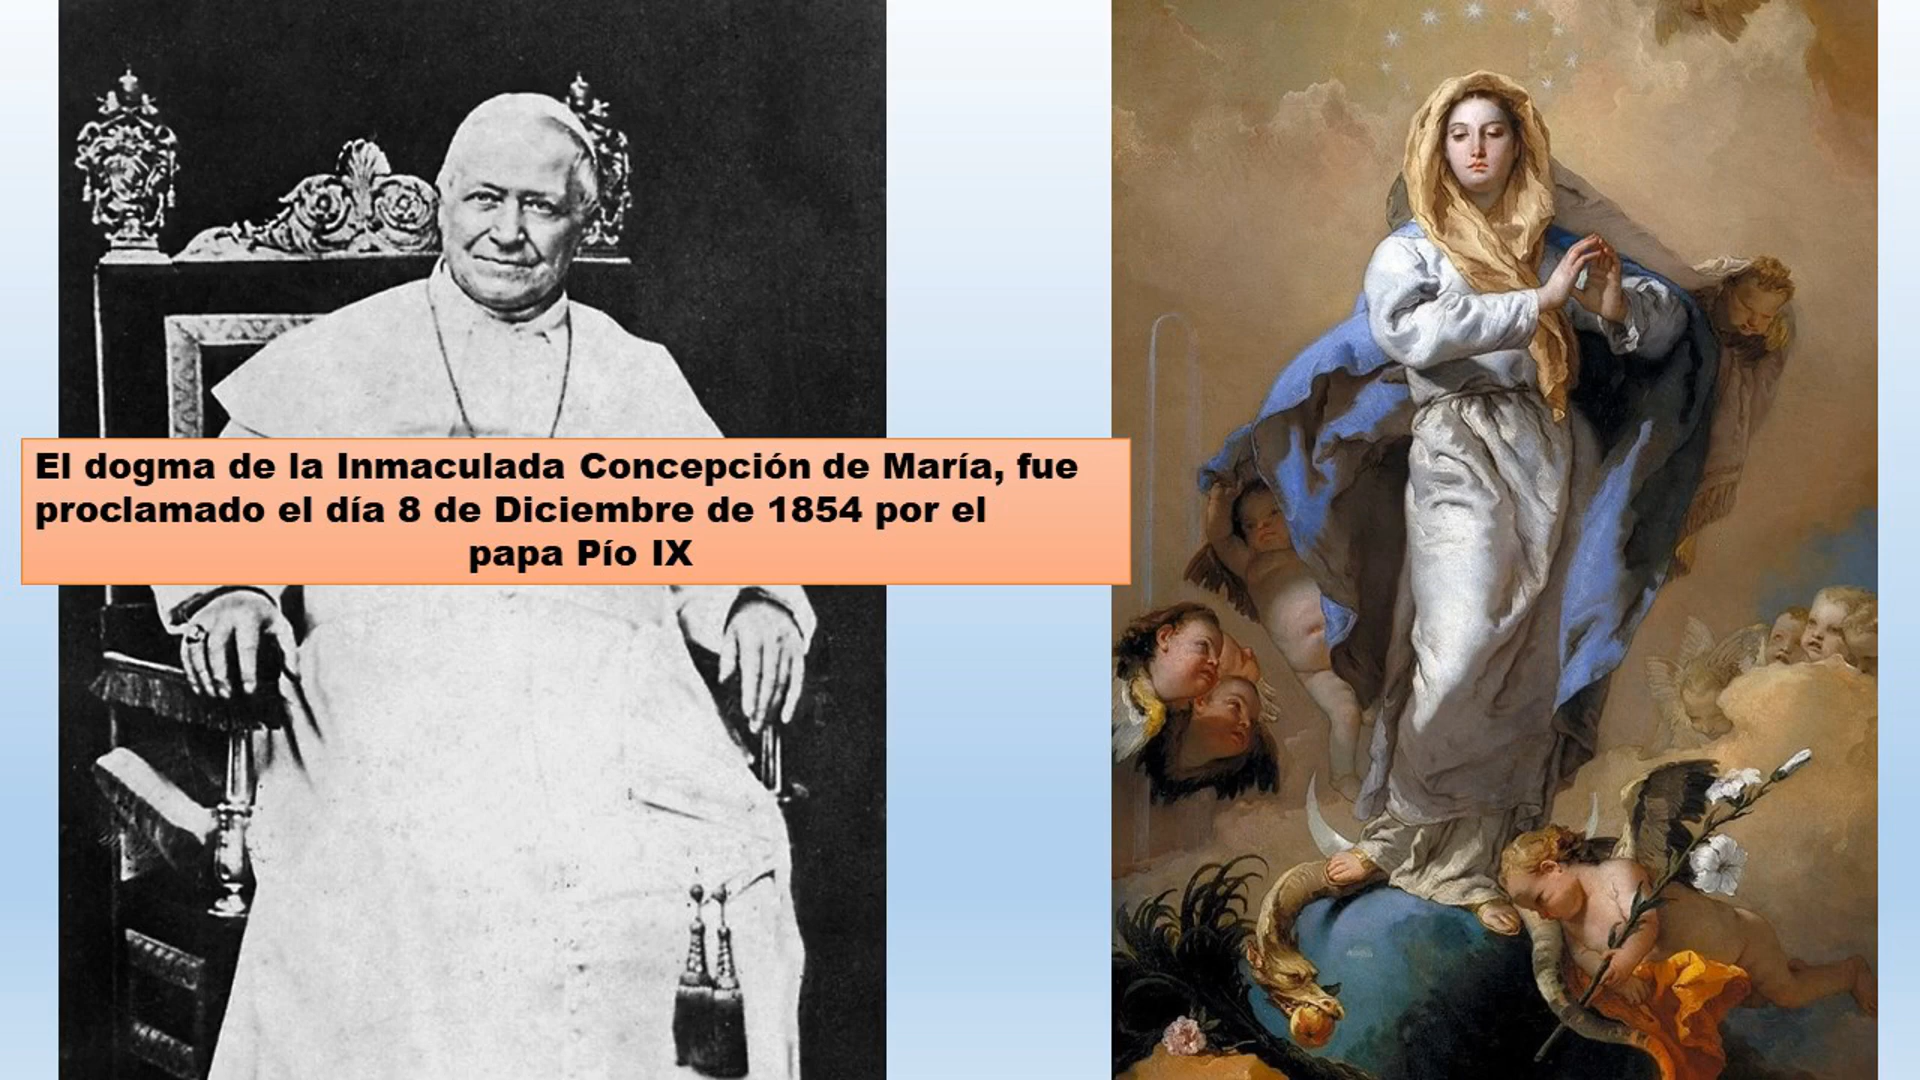 El dogma de la Inmaculada Concepción de María, fue
proclamado el día 8 de Diciembre de 1854 por el
papa Pío IX